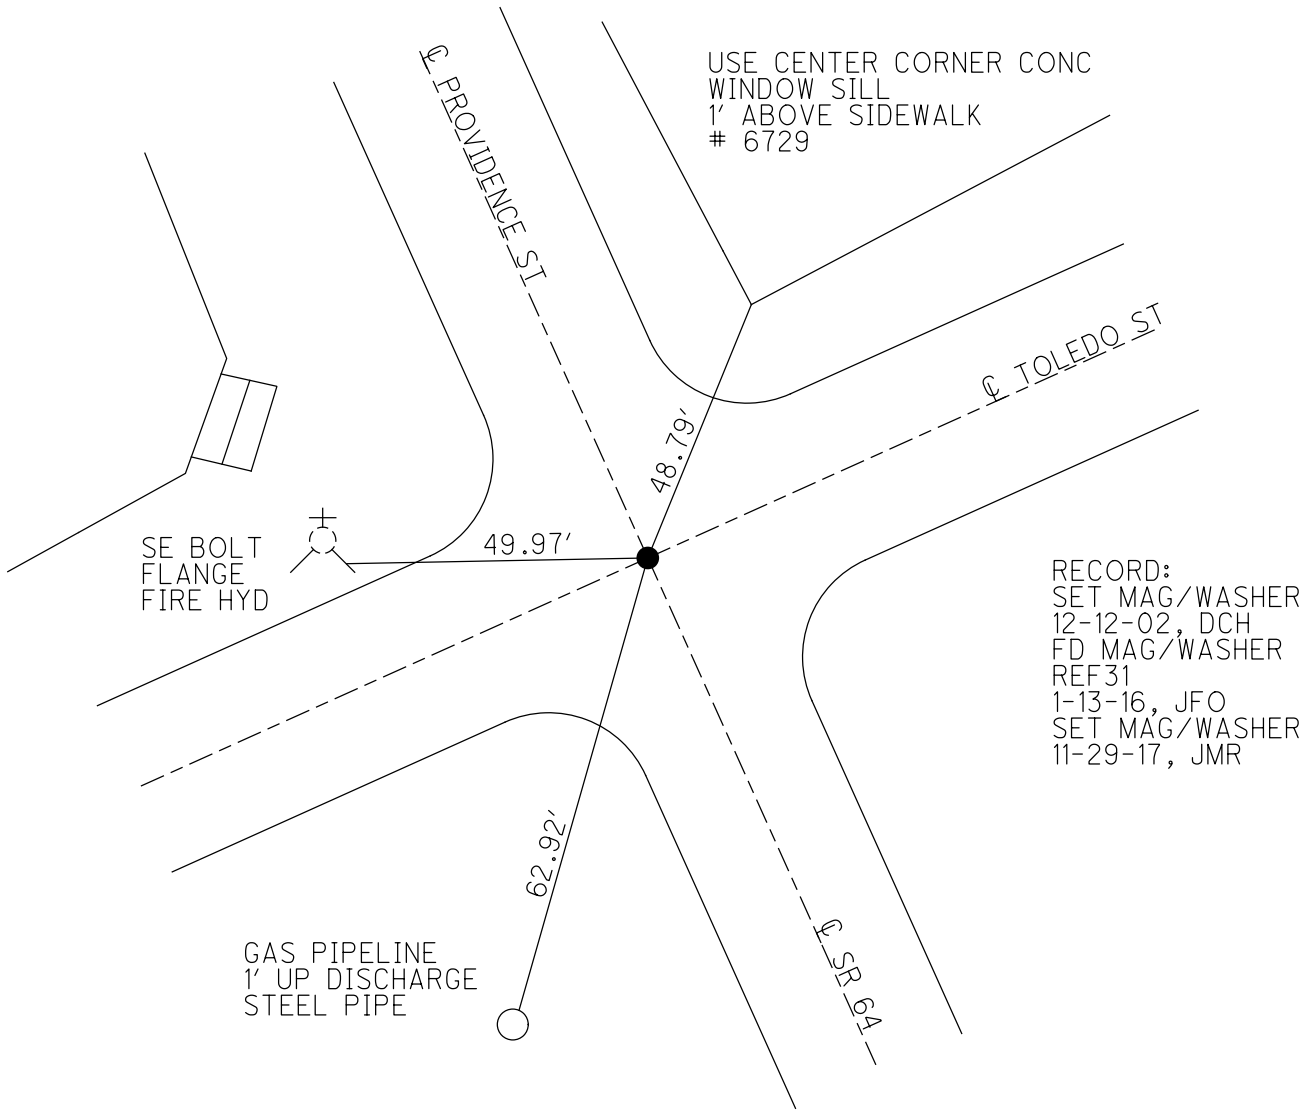 USE CENTER CORNER CONC
WINDOW SILL
1' ABOVE SIDEWALK
# 6729
℄ PROVIDENCE ST
℄ TOLEDO ST
48.79'
49.97'
SE BOLT
FLANGE
FIRE HYD
RECORD:
SET MAG/WASHER
12-12-02, DCH
FD MAG/WASHER
REF31
1-13-16, JFO
SET MAG/WASHER
11-29-17, JMR
62.92'
℄ SR 64
GAS PIPELINE
1' UP DISCHARGE
STEEL PIPE